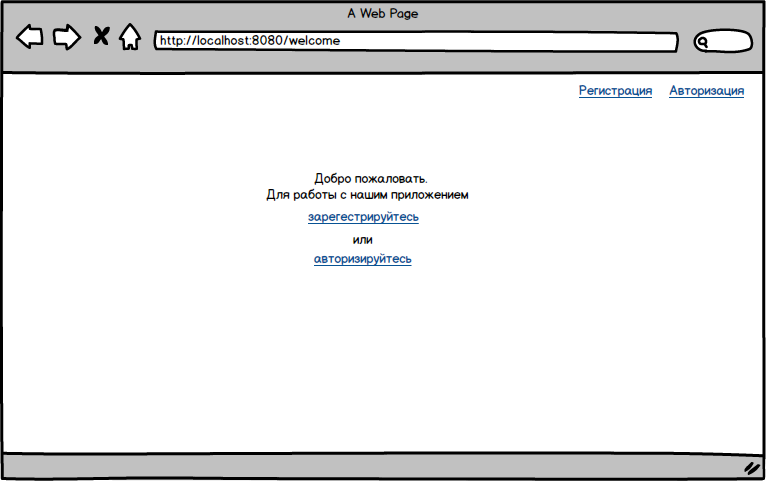 A Web Page
http://localhost:8080/welcome
Регистрация Авторизация
Добро пожаловать.
Для работы с нашим приложением
зарегестрируйтесь
или
авторизируйтесь